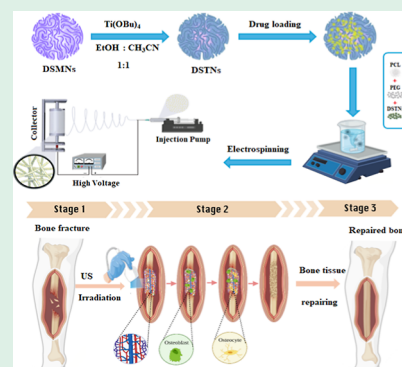 Ti(OBu)4
Drug loading
EtOH : CH3CN
DSMNs
1:1
DSTNs
PCL
+
PEG
+
DSTN
Collector
Injection Pump
High Voltage
Electrospinning
Stage 1
Stage 2
Stage 3
Bone fracture
Repaired bon
US
Irradiation
Bone tissue
repairing
Osteoblast
Osteocyte